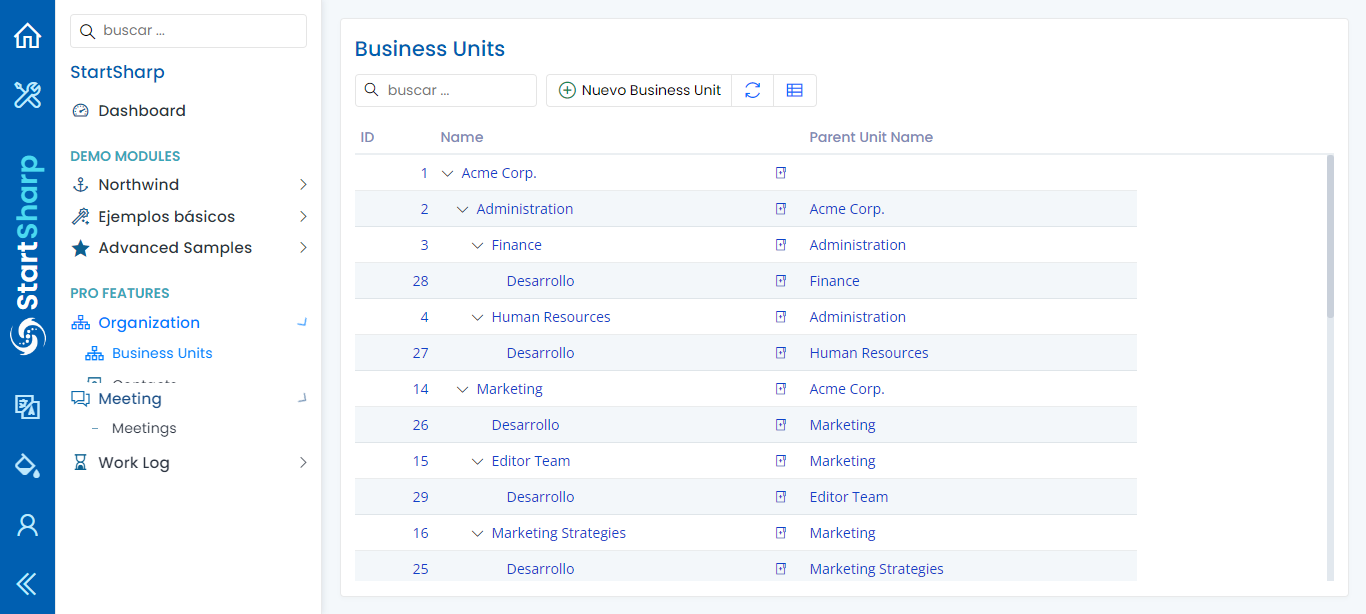 StartSharp
buscar ...
StartSharp
Dashboard
DEMO MODULES
Northwind
Ejemplos básicos
Advanced Samples
PRO FEATURES
Organization
Business Units
Contacts
Meeting
Meetings
Work Log
Business Units
buscar ...
Nuevo Business Unit
ID Name Parent Unit Name
1 Acme Corp.
2 Administration Acme Corp.
3 Finance Administration
28 Desarrollo Finance
4 Human Resources Administration
27 Desarrollo Human Resources
14 Marketing Acme Corp.
26 Desarrollo Marketing
15 Editor Team Marketing
29 Desarrollo Editor Team
16 Marketing Strategies Marketing
25 Desarrollo Marketing Strategies